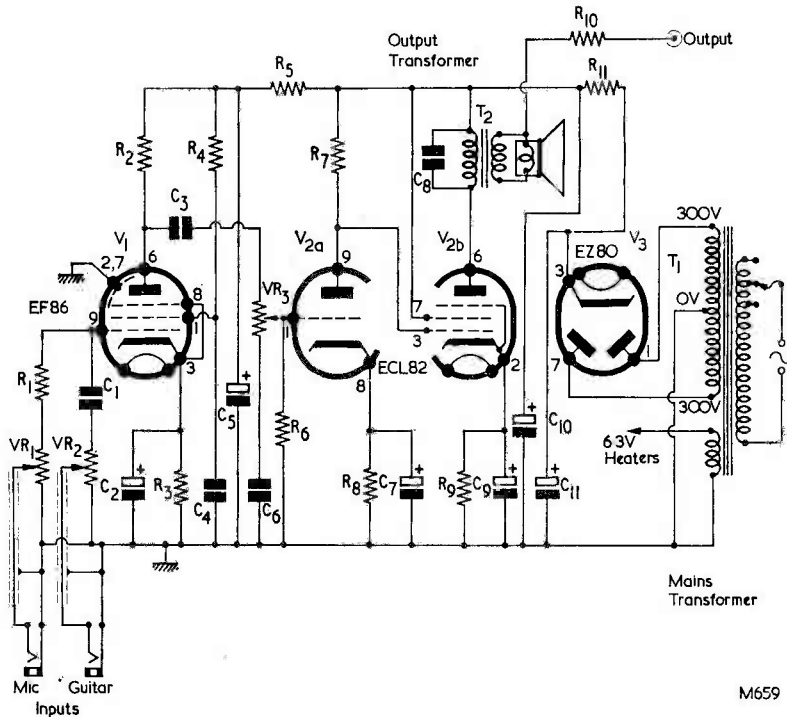 R10
Output
Output
Transformer
R11
R5
T2
R2
R4
R7
C8
C3
V1
6
V2a
9
V2b
6
EZ80
V3
300V
T1
2,7
8
EF86
9
1
3
VR3
1
7
3
3
0V
7
1
ECL82
8
2
R1
C1
C5
R6
C10
300V
6·3V
Heaters
VR1
VR2
C2
R3
C4
C6
R8
C7
R9
C9
C11
Mains
Transformer
Mic
Guitar
Inputs
M659